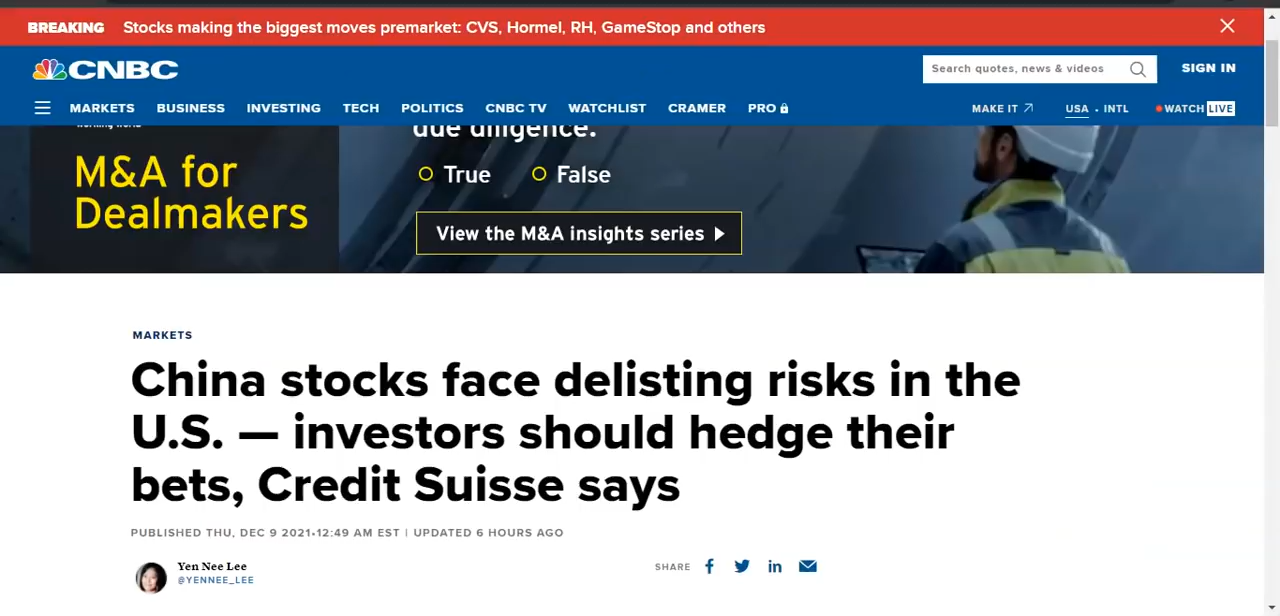 BREAKING Stocks making the biggest moves premarket: CVS, Hormel, RH, GameStop and others
CNBC Search quotes, news & videos SIGN IN
MARKETS BUSINESS INVESTING TECH POLITICS CNBC TV WATCHLIST CRAMER PRO MAKE IT USA • INTL WATCH LIVE
working world
due diligence.
M&A for
Dealmakers
True False
View the M&A insights series
MARKETS
China stocks face delisting risks in the
U.S. — investors should hedge their
bets, Credit Suisse says
PUBLISHED THU, DEC 9 2021•12:49 AM EST | UPDATED 6 HOURS AGO
Yen Nee Lee
@YENNEE_LEE
SHARE